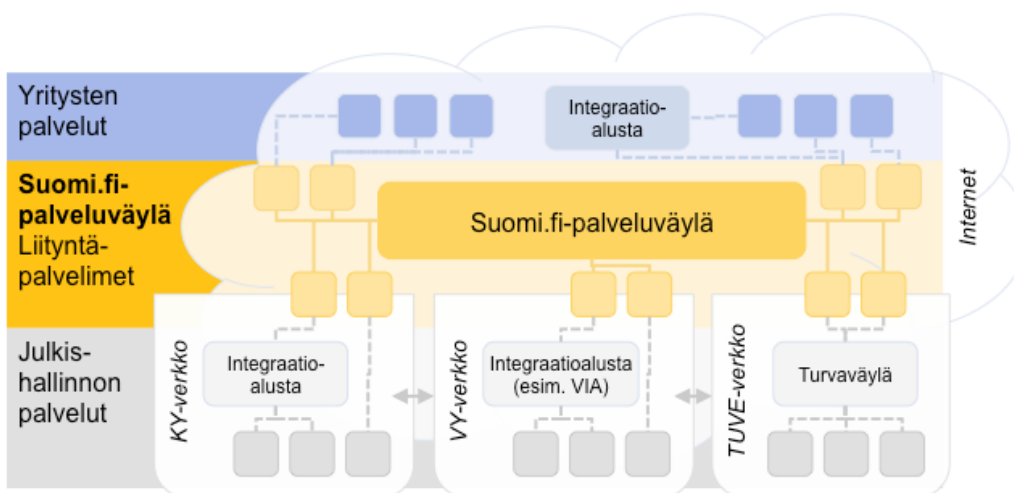 Yritysten
palvelut
Integraatio-
alusta
Suomi.fi-
palveluväylä
Liityntä-
palvelimet
Suomi.fi-palveluväylä
Internet
Julkis-
hallinnon
palvelut
KY-verkko
Integraatio-
alusta
VY-verkko
Integraatioalusta
(esim. VIA)
TUVE-verkko
Turvaväylä